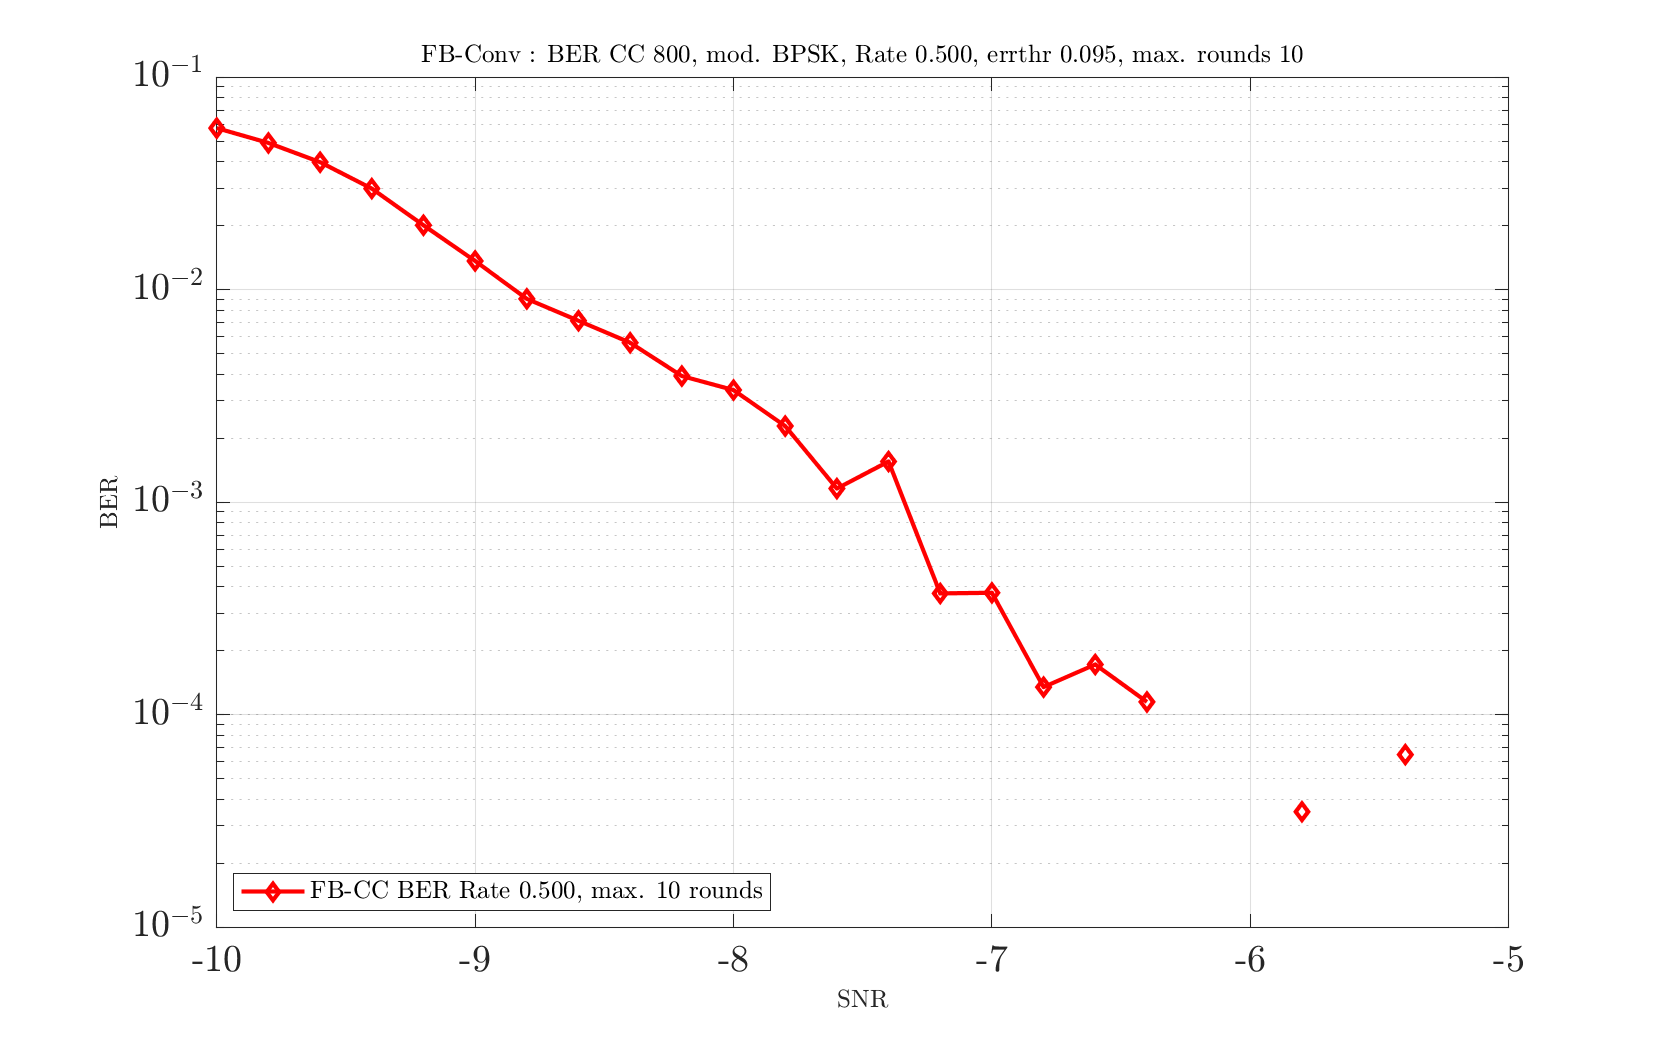 FB-Conv : BER CC 800, mod. BPSK, Rate 0.500, errthr 0.095, max. rounds 10
10^{-1}
10^{-2}
10^{-3}
10^{-4}
10^{-5}
BER
FB-CC BER Rate 0.500, max. 10 rounds
-10 -9 -8 -7 -6 -5
SNR